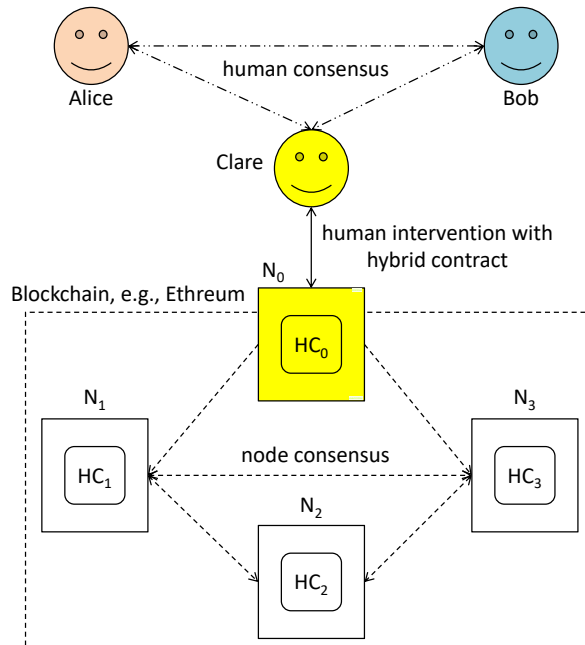 human consensus
Alice
Bob
Clare
human intervention with
hybrid contract
N₀
Blockchain, e.g., Ethreum
HC₀
N₁
N₃
node consensus
HC₁
HC₃
N₂
HC₂